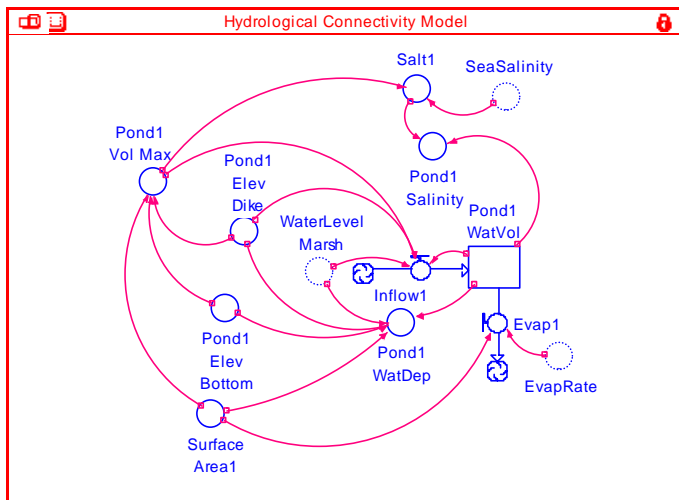 Hydrological Connectivity Model
Salt1
SeaSalinity
Pond1
Vol Max
Pond1
Elev
Dike
Pond1
Salinity
WaterLevel
Marsh
Pond1
WatVol
Inflow1
Pond1
WatDep
Evap1
EvapRate
Pond1
Elev
Bottom
Surface
Area1